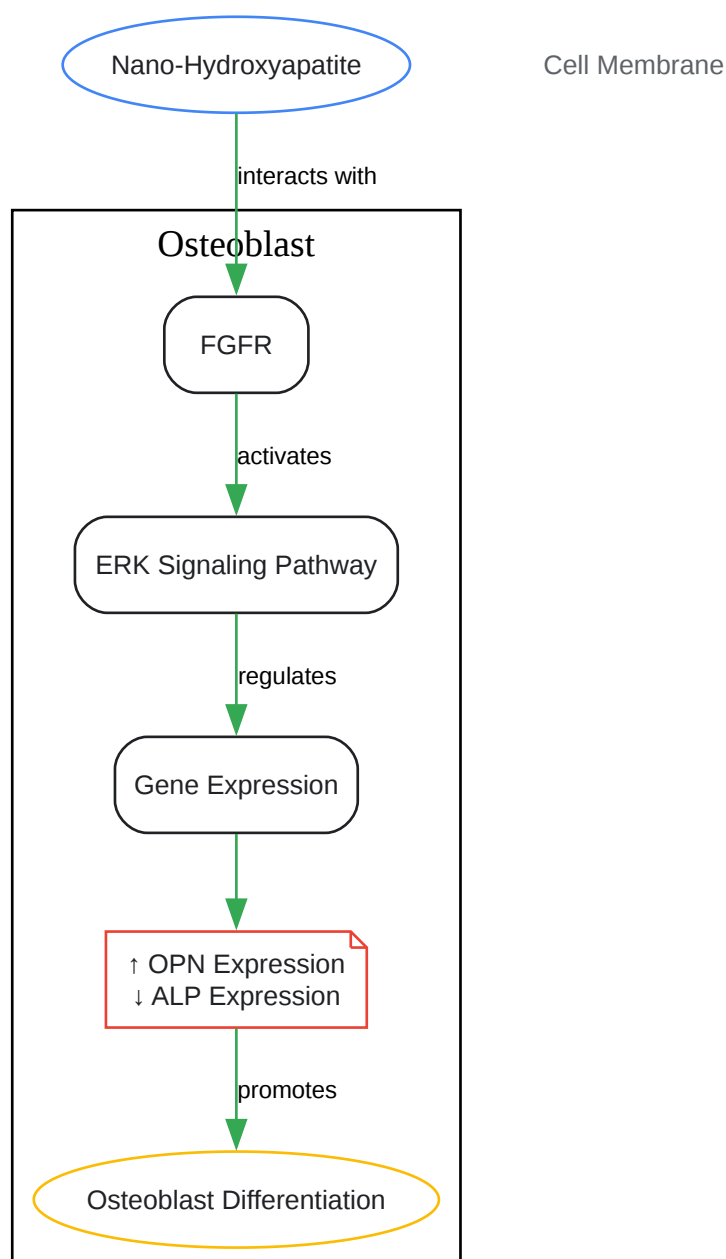 Nano-Hydroxyapatite
Cell Membrane
interacts with
Osteoblast
FGFR
activates
ERK Signaling Pathway
regulates
Gene Expression
↑ OPN Expression
↓ ALP Expression
promotes
Osteoblast Differentiation